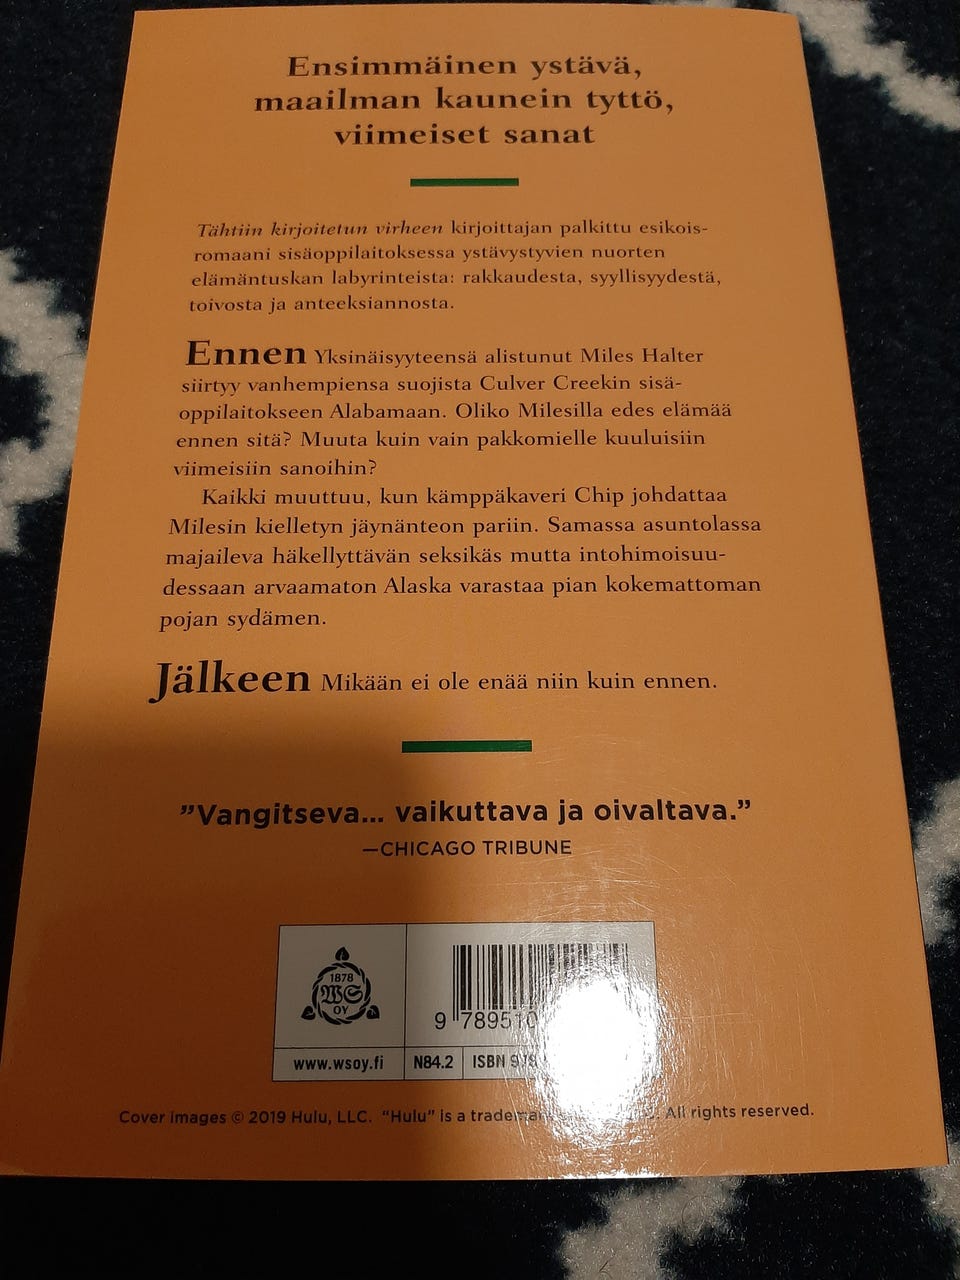 Ensimmäinen ystävä,
maailman kaunein tyttö,
viimeiset sanat
Tähtiin kirjoitetun virheen kirjoittajan palkittu esikois-
romaani sisäoppilaitoksessa ystävystyvien nuorten
elämäntuskan labyrinteista: rakkaudesta, syyllisyydestä,
toivosta ja anteeksiannosta.
Ennen Yksinäisyyteensä alistunut Miles Halter
siirtyy vanhempiensa suojista Culver Creekin sisä-
oppilaitokseen Alabamaan. Oliko Milesilla edes elämää
ennen sitä? Muuta kuin vain pakkomielle kuuluisiin
viimeisiin sanoihin?
Kaikki muuttuu, kun kämppäkaveri Chip johdattaa
Milesin kielletyn jäynänteon pariin. Samassa asuntolassa
majaileva häkellyttävän seksikäs mutta intohimoisuu-
dessaan arvaamaton Alaska varastaa pian kokemattoman
pojan sydämen.
Jälkeen Mikään ei ole enää niin kuin ennen.
”Vangitseva... vaikuttava ja oivaltava.”
—CHICAGO TRIBUNE
1878
WS
OY
9 789510
www.wsoy.fi N84.2 ISBN
Cover images © 2019 Hulu, LLC. “Hulu” is a All rights reserved.